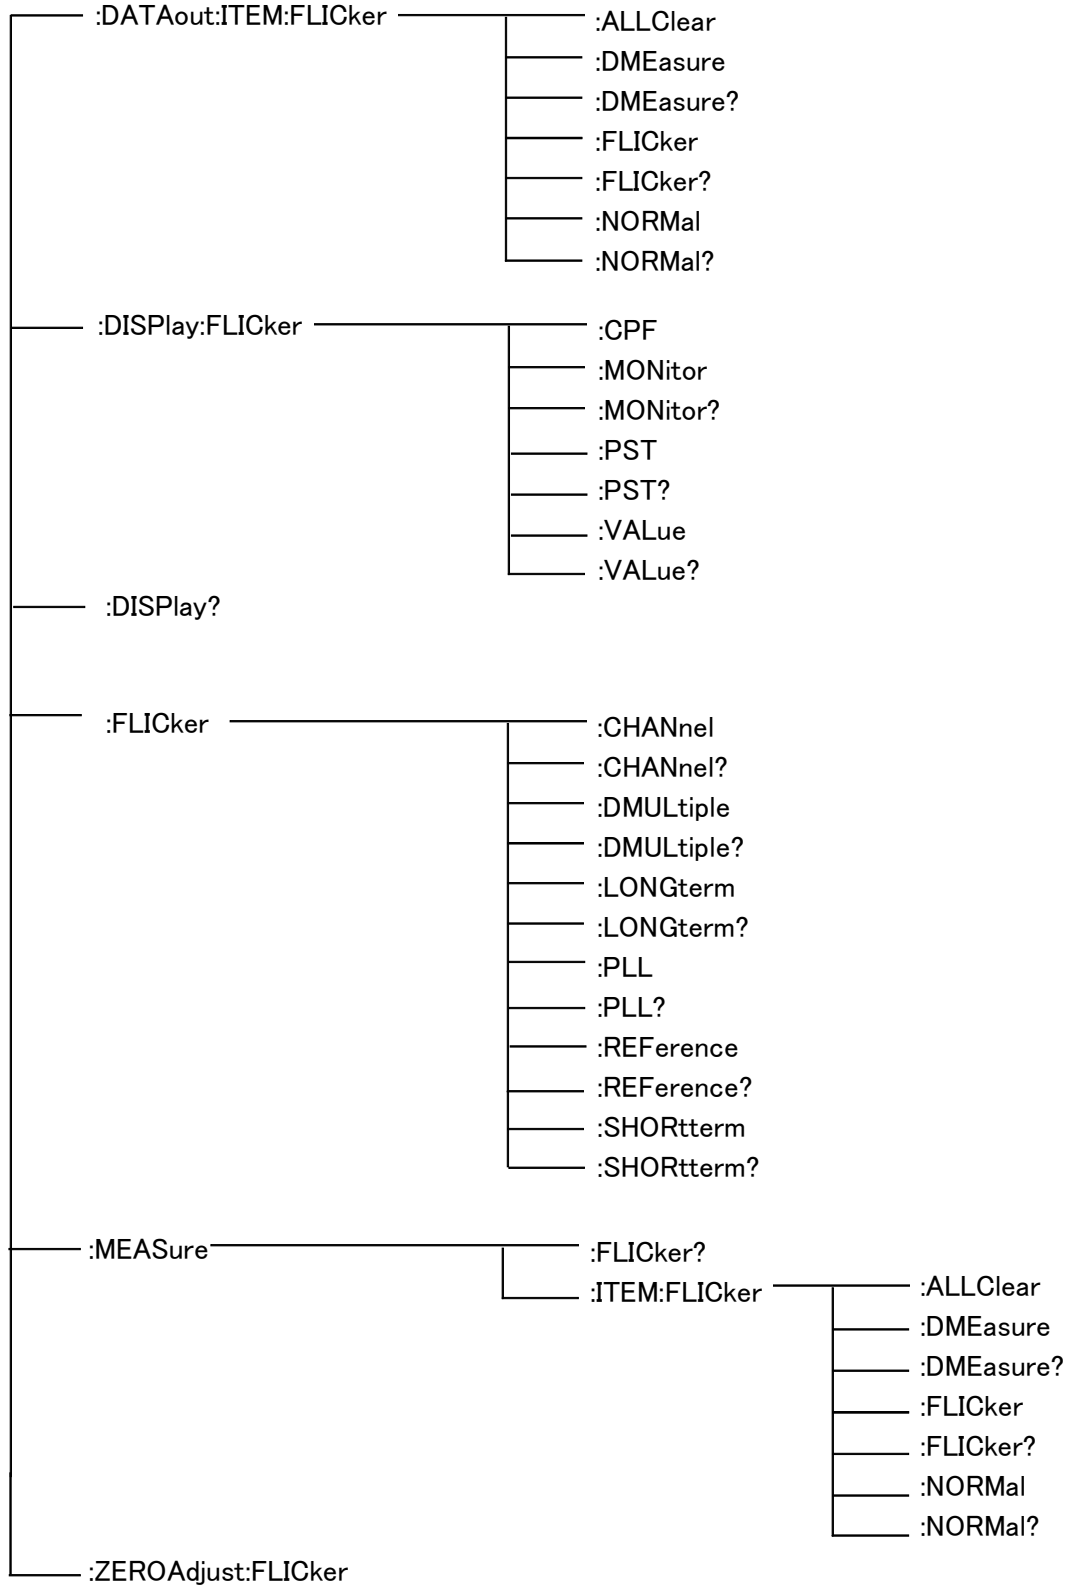 :DATAout:ITEM:FLICker
:ALLClear
:DMEasure
:DMEasure?
:FLICker
:FLICker?
:NORMal
:NORMal?
:DISPlay:FLICker
:CPF
:MONitor
:MONitor?
:PST
:PST?
:VALue
:VALue?
:DISPlay?
:FLICker
:CHANnel
:CHANnel?
:DMULtiple
:DMULtiple?
:LONGterm
:LONGterm?
:PLL
:PLL?
:REFerence
:REFerence?
:SHORtterm
:SHORtterm?
:MEASure
:FLICker?
:ITEM:FLICker
:ALLClear
:DMEasure
:DMEasure?
:FLICker
:FLICker?
:NORMal
:NORMal?
:ZEROAdjust:FLICker